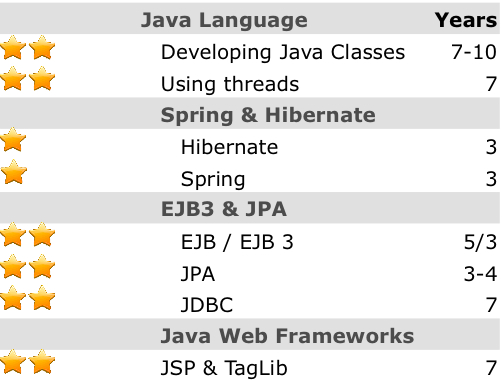 Java Language Years
Developing Java Classes 7-10
Using threads 7
Spring & Hibernate
Hibernate 3
Spring 3
EJB3 & JPA
EJB / EJB 3 5/3
JPA 3-4
JDBC 7
Java Web Frameworks
JSP & TagLib 7